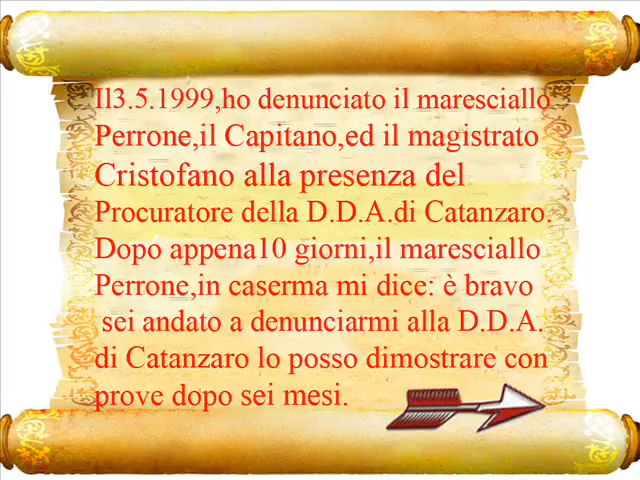 Il3.5.1999,ho denunciato il maresciallo
Perrone,il Capitano,ed il magistrato
Cristofano alla presenza del
Procuratore della D.D.A.di Catanzaro.
Dopo appena10 giorni,il maresciallo
Perrone,in caserma mi dice: è bravo
sei andato a denunciarmi alla D.D.A.
di Catanzaro lo posso dimostrare con
prove dopo sei mesi.